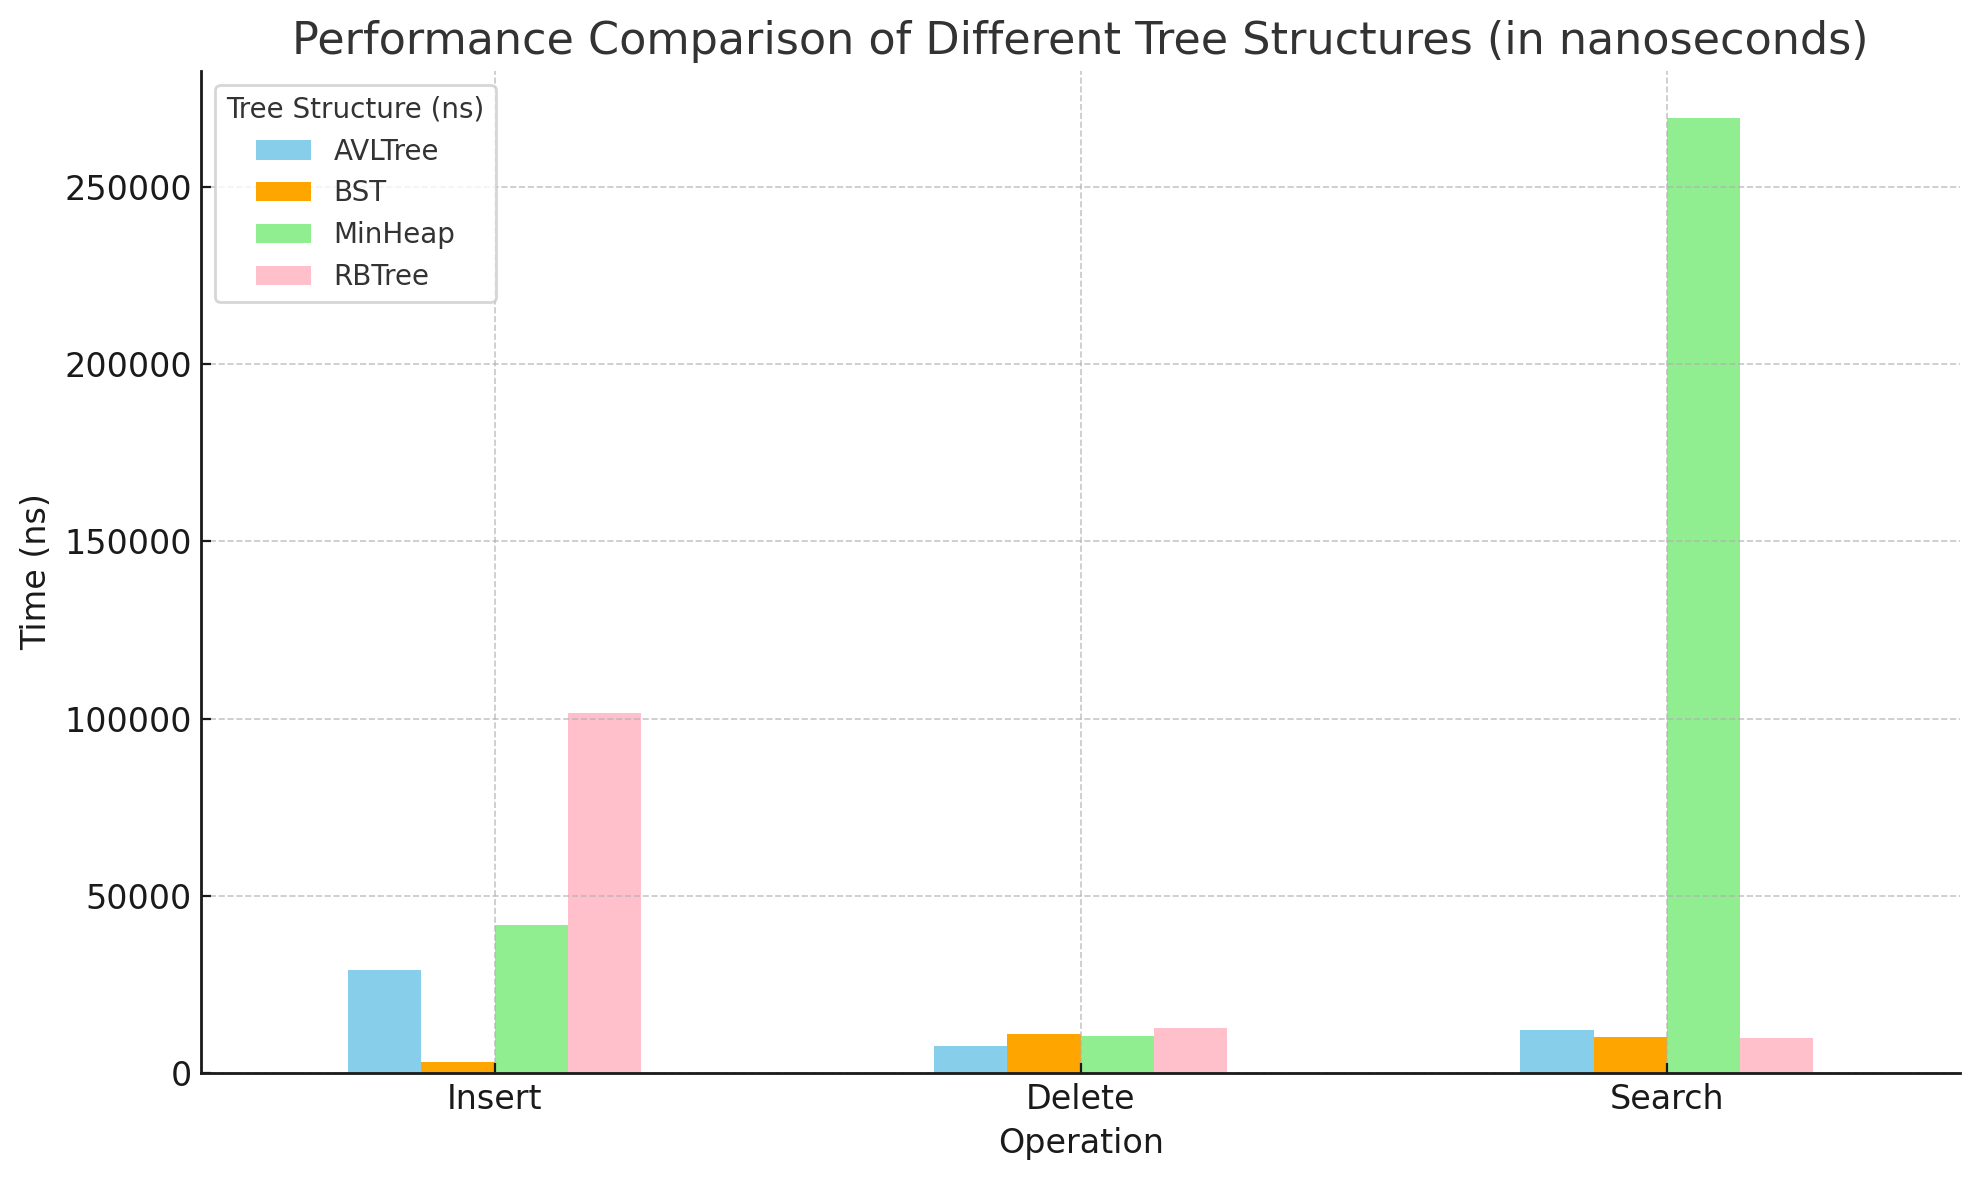 Performance Comparison of Different Tree Structures (in nanoseconds)
Tree Structure (ns)
AVLTree
BST
MinHeap
RBTree
250000
200000
150000
100000
50000
0
Time (ns)
Insert
Delete
Search
Operation